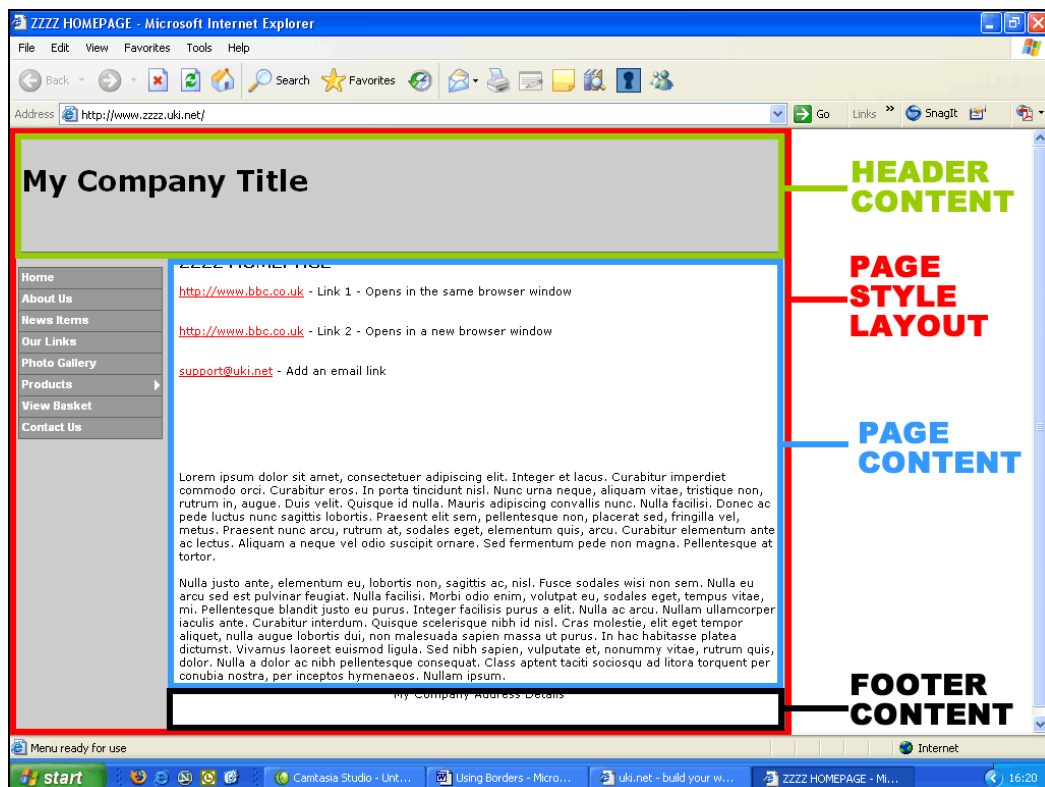 ZZZZ HOMEPAGE - Microsoft Internet Explorer
File Edit View Favorites Tools Help
Back Search Favorites
Address http://www.zzzz.uki.net/ Go Links » SnagIt
My Company Title
HEADER
CONTENT
Home
About Us
News Items
Our Links
Photo Gallery
Products
View Basket
Contact Us
ZZZZ HOMEPAGE
http://www.bbc.co.uk - Link 1 - Opens in the same browser window
http://www.bbc.co.uk - Link 2 - Opens in a new browser window
support@uki.net - Add an email link
PAGE
STYLE
LAYOUT
PAGE
CONTENT
Lorem ipsum dolor sit amet, consectetuer adipiscing elit. Integer et lacus. Curabitur imperdiet
commodo orci. Curabitur eros. In porta tincidunt nisl. Nunc urna neque, aliquam vitae, tristique non,
rutrum in, augue. Duis velit. Quisque id nulla. Mauris adipiscing convallis nunc. Nulla facilisi. Donec ac
pede luctus nunc sagittis lobortis. Praesent elit sem, pellentesque non, placerat sed, fringilla vel,
metus. Praesent nunc arcu, rutrum at, sodales eget, elementum quis, arcu. Curabitur elementum ante
ac lectus. Aliquam a neque vel odio suscipit ornare. Sed fermentum pede non magna. Pellentesque at
tortor.
Nulla justo ante, elementum eu, lobortis non, sagittis ac, nisl. Fusce sodales wisi non sem. Nulla eu
arcu sed est pulvinar feugiat. Nulla facilisi. Morbi odio enim, volutpat eu, sodales eget, tempus vitae,
mi. Pellentesque blandit justo eu purus. Integer facilisis purus a elit. Nulla ac arcu. Nullam ullamcorper
iaculis ante. Curabitur interdum. Quisque scelerisque nibh id nisl. Cras molestie, elit eget tempor
aliquet, nulla augue lobortis dui, non malesuada sapien massa ut purus. In hac habitasse platea
dictumst. Vivamus laoreet euismod ligula. Sed nibh sapien, vulputate et, nonummy vitae, rutrum quis,
dolor. Nulla a dolor ac nibh pellentesque consequat. Class aptent taciti sociosqu ad litora torquent per
conubia nostra, per inceptos hymenaeos. Nullam ipsum.
My Company Address Details
FOOTER
CONTENT
Menu ready for use Internet
start Camtasia Studio - Unt... Using Borders - Micro... uki.net - build your w... ZZZZ HOMEPAGE - Mi... 16:20